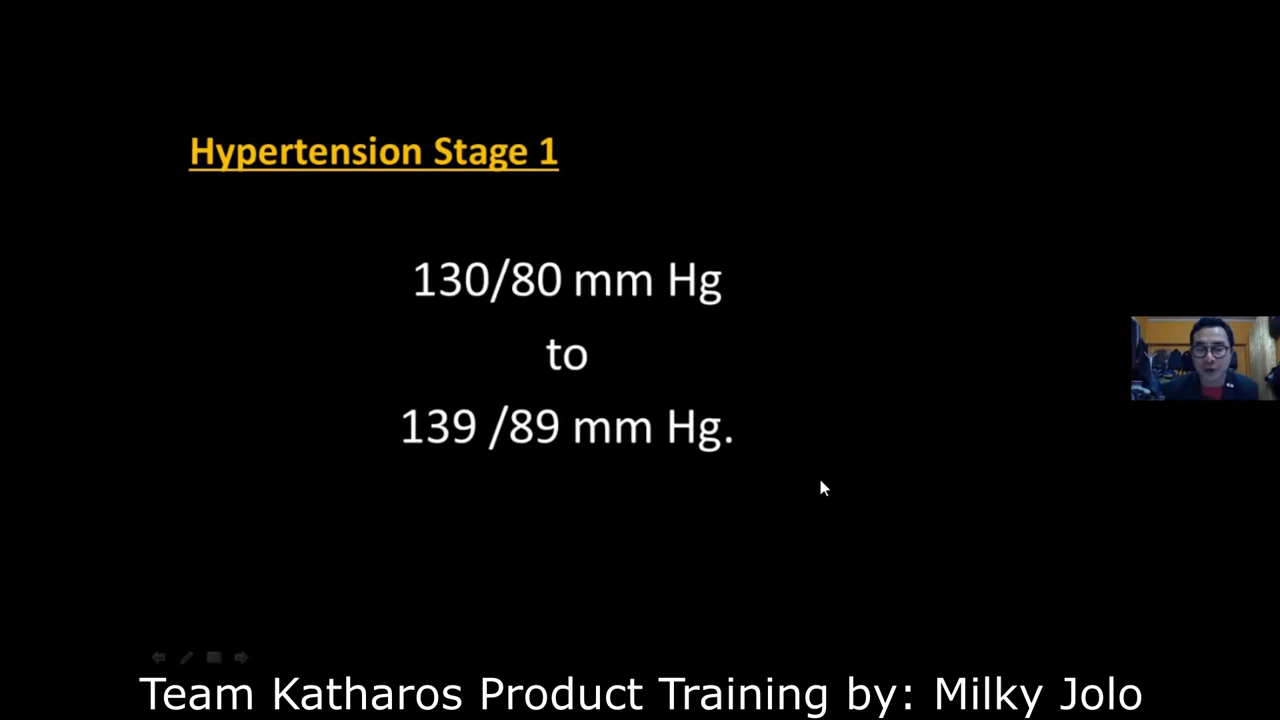 Hypertension Stage 1
130/80 mm Hg
to
139 /89 mm Hg.
Team Katharos Product Training by: Milky Jolo